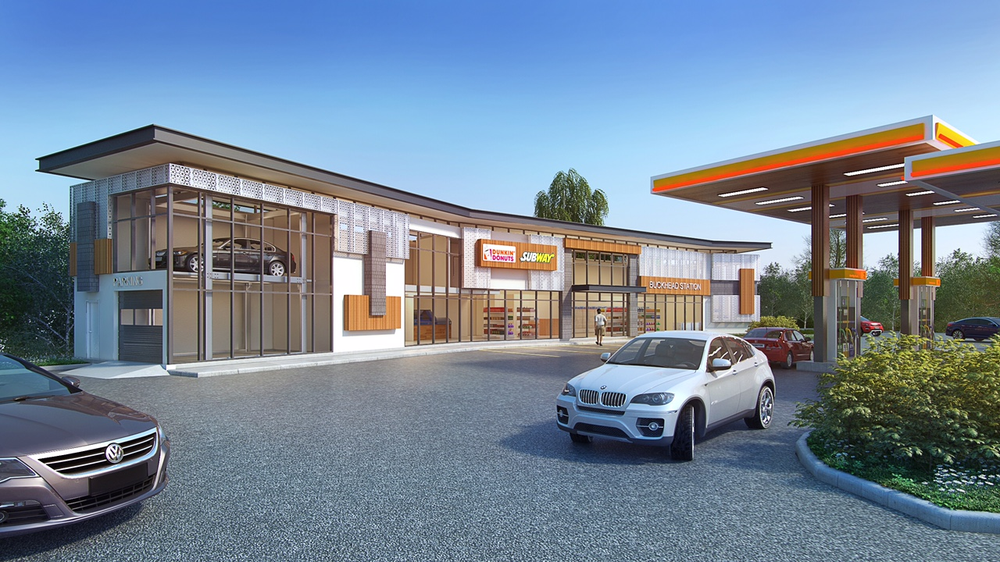 PARKING
DUNKIN'
DONUTS
SUBWAY
BUCKHEAD STATION